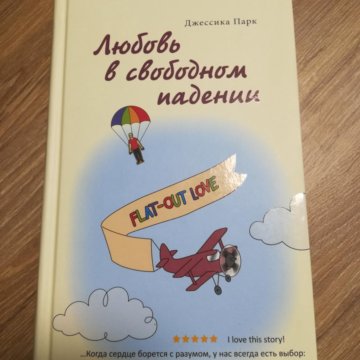 Джессика Парк
Любовь
в свободном
падении
FLAT-OUT LOVE
I love this story!
...Когда сердце борется с разумом, у нас всегда есть выбор: